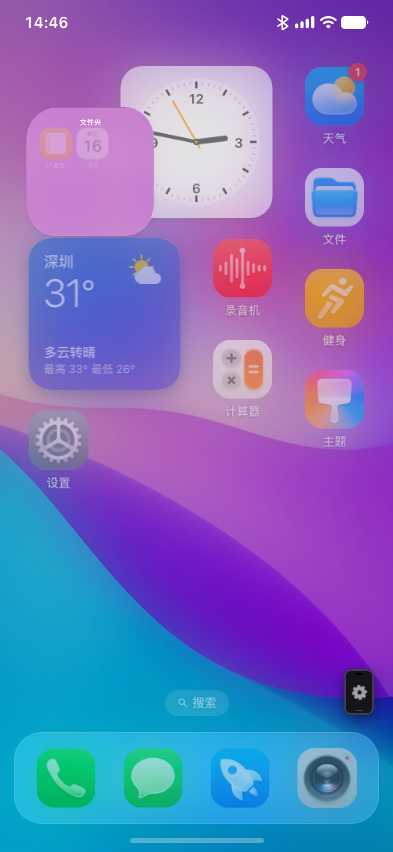 14:46
1
天气
文件夹
16
12
3
9
6
文件
深圳
31°
多云转晴
最高 33° 最低 26°
录音机
健身
计算器
主题
设置
搜索